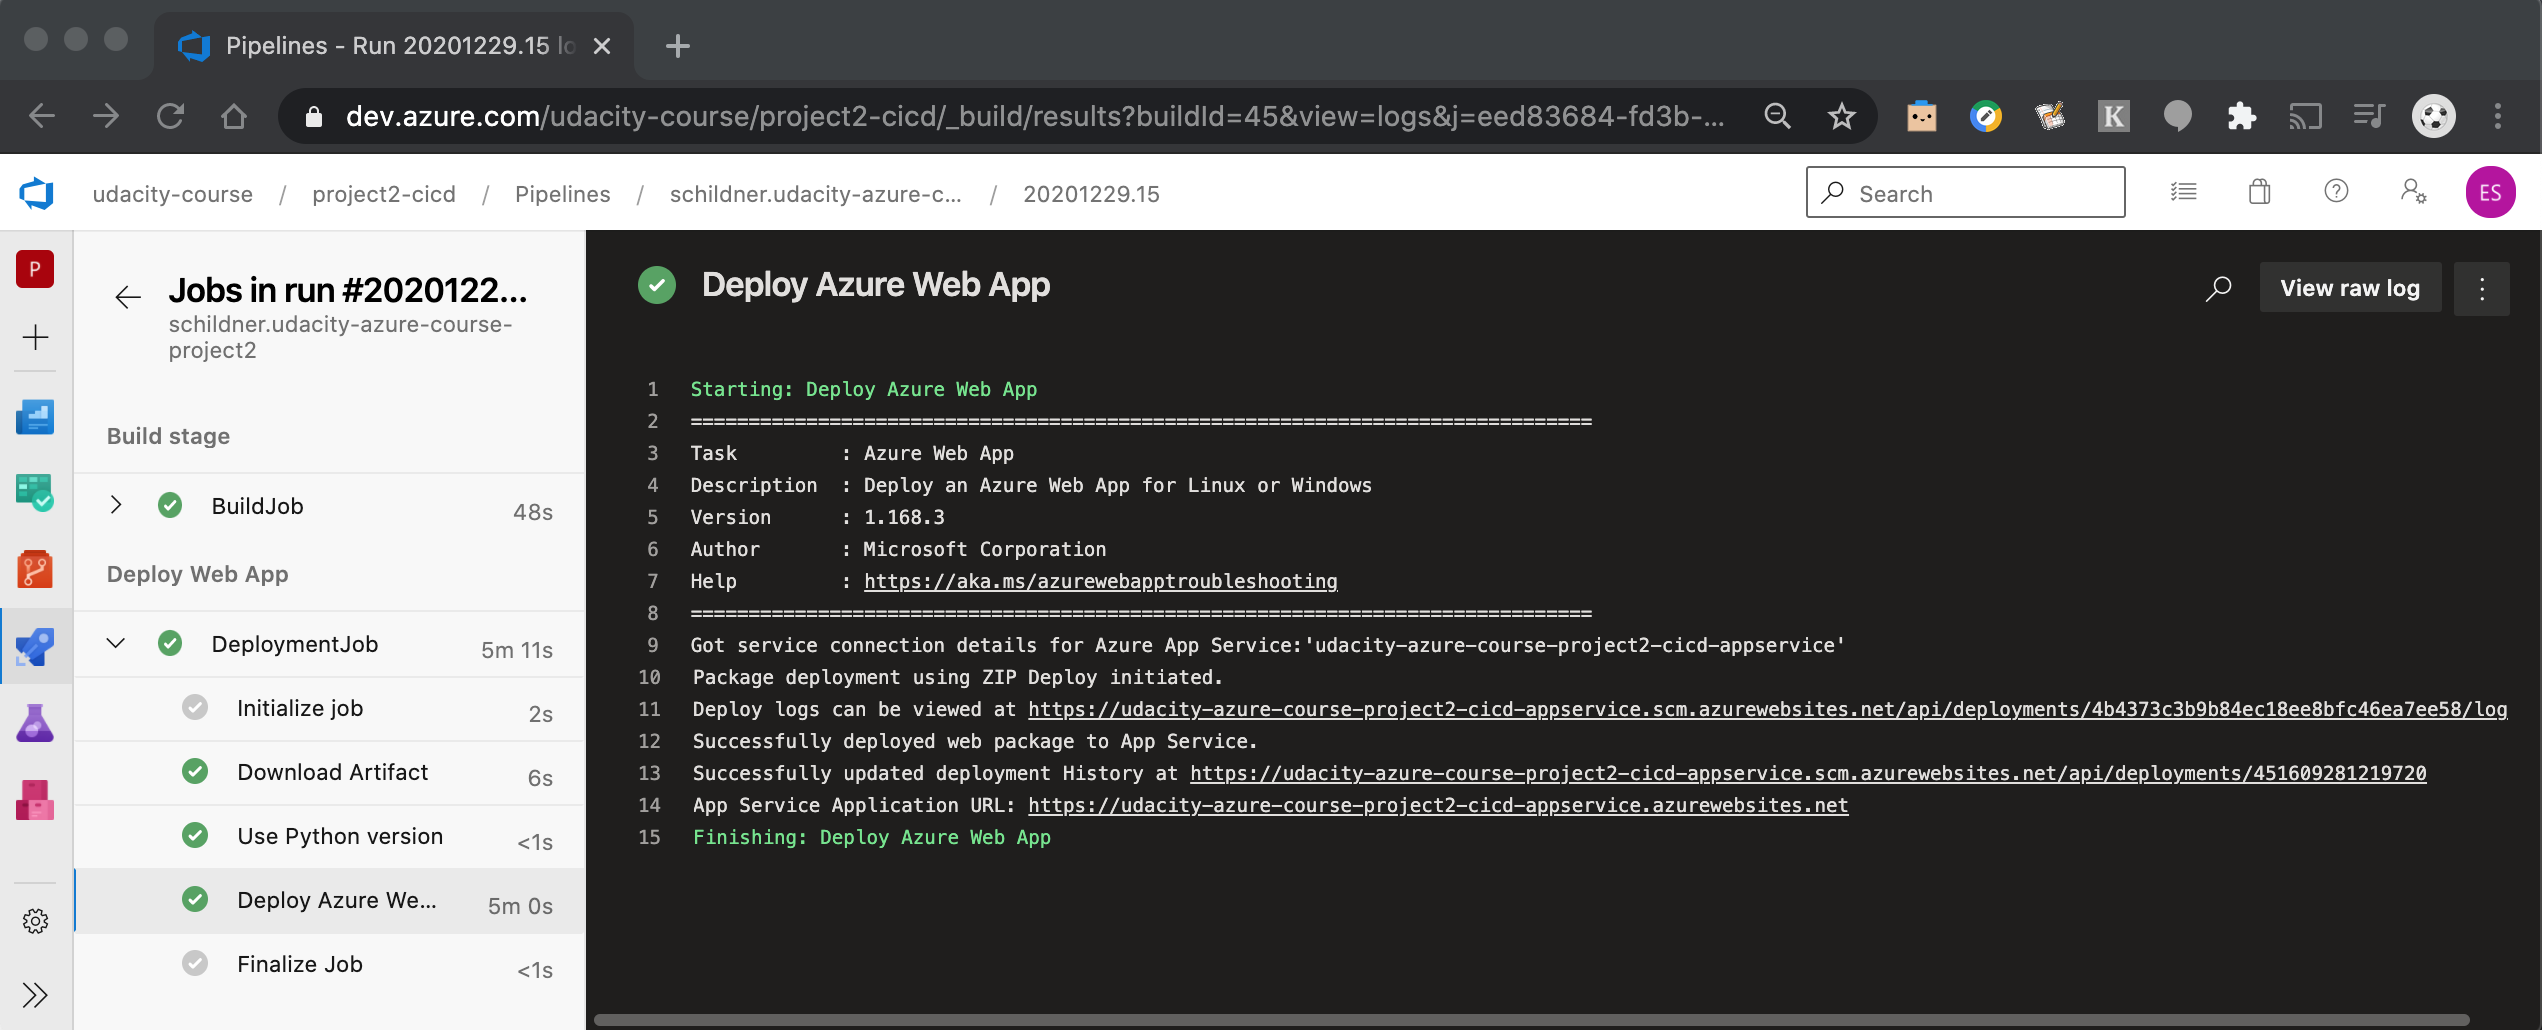 Pipelines - Run 20201229.15 lo
dev.azure.com/udacity-course/project2-cicd/_build/results?buildId=45&view=logs&j=eed83684-fd3b-...
K
udacity-course / project2-cicd / Pipelines / schildner.udacity-azure-c... / 20201229.15
Search
ES
P
Jobs in run #2020122...
schildner.udacity-azure-course-
project2
Build stage
BuildJob 48s
Deploy Web App
DeploymentJob 5m 11s
Initialize job 2s
Download Artifact 6s
Use Python version <1s
Deploy Azure We... 5m 0s
Finalize Job <1s
Deploy Azure Web App
View raw log
1 Starting: Deploy Azure Web App
2 ==============================================================================
3 Task         : Azure Web App
4 Description  : Deploy an Azure Web App for Linux or Windows
5 Version      : 1.168.3
6 Author       : Microsoft Corporation
7 Help         : https://aka.ms/azurewebapptroubleshooting
8 ==============================================================================
9 Got service connection details for Azure App Service:'udacity-azure-course-project2-cicd-appservice'
10 Package deployment using ZIP Deploy initiated.
11 Deploy logs can be viewed at https://udacity-azure-course-project2-cicd-appservice.scm.azurewebsites.net/api/deployments/4b4373c3b9b84ec18ee8bfc46ea7ee58/log
12 Successfully deployed web package to App Service.
13 Successfully updated deployment History at https://udacity-azure-course-project2-cicd-appservice.scm.azurewebsites.net/api/deployments/451609281219720
14 App Service Application URL: https://udacity-azure-course-project2-cicd-appservice.azurewebsites.net
15 Finishing: Deploy Azure Web App